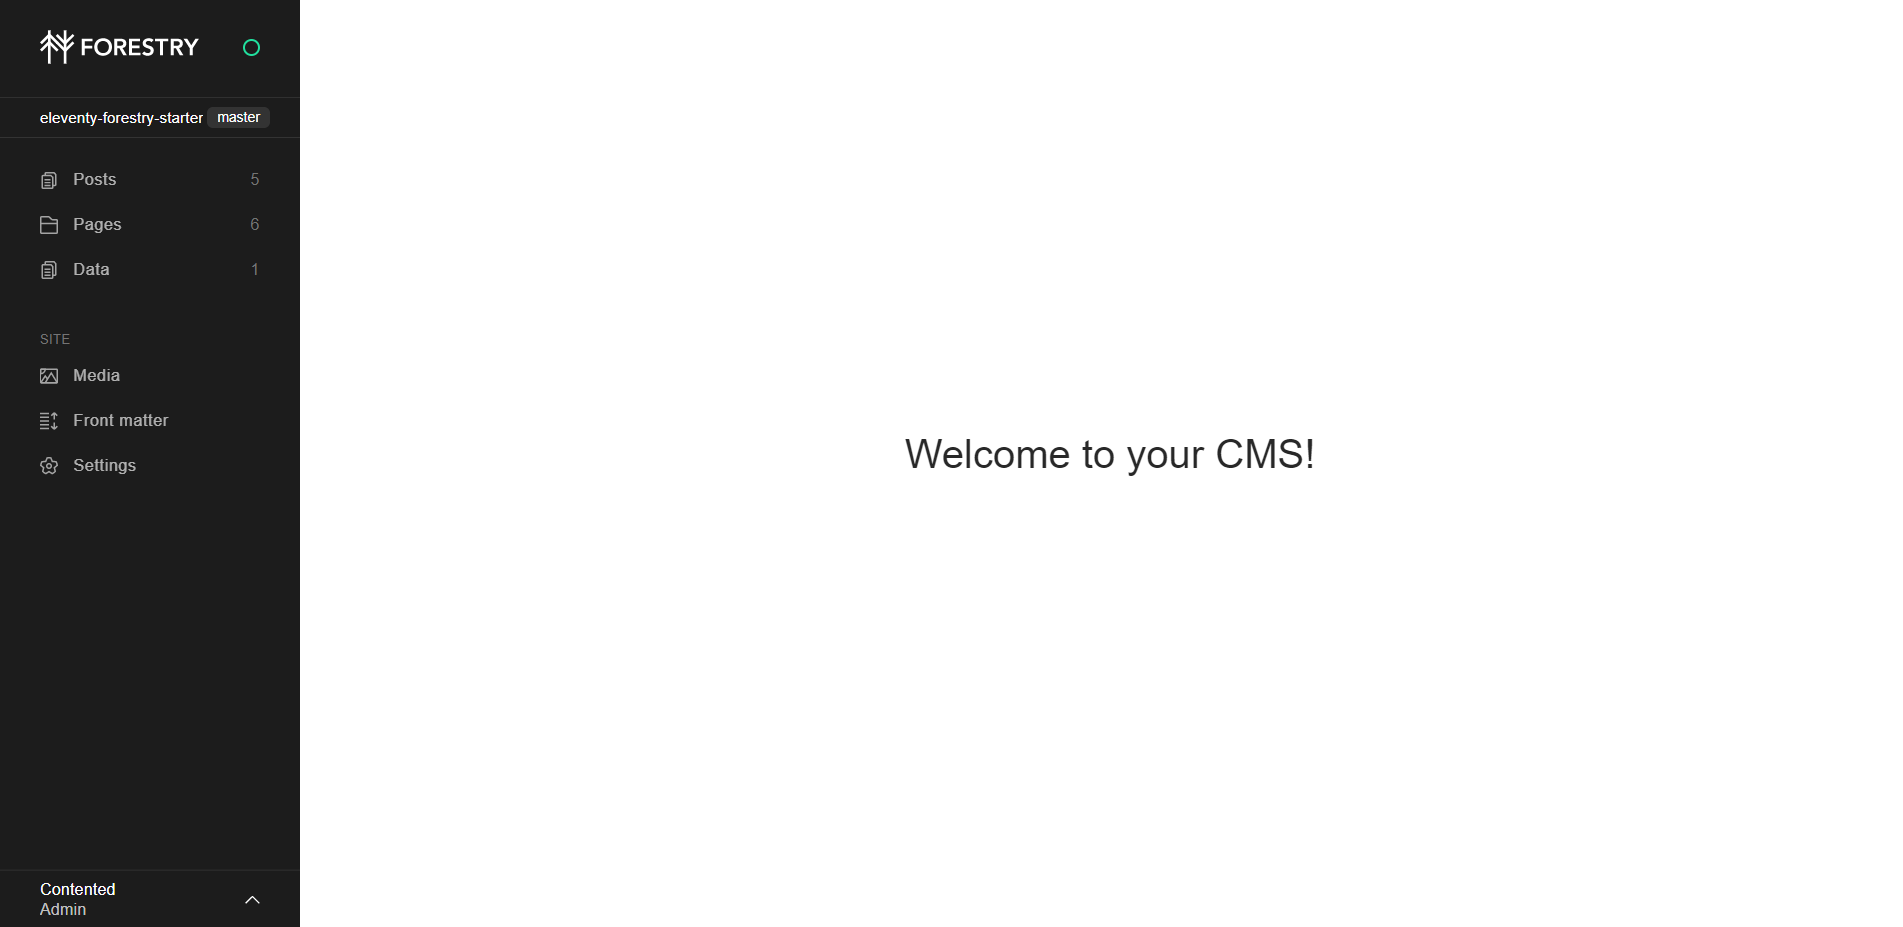 FORESTRY
eleventy-forestry-starter master
Posts 5
Pages 6
Data 1
SITE
Media
Front matter
Settings
Welcome to your CMS!
Contented
Admin